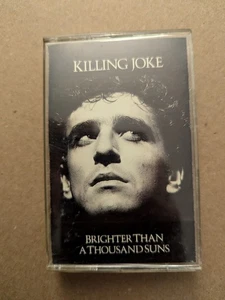 KILLING JOKE
BRIGHTER THAN
A THOUSAND SUNS